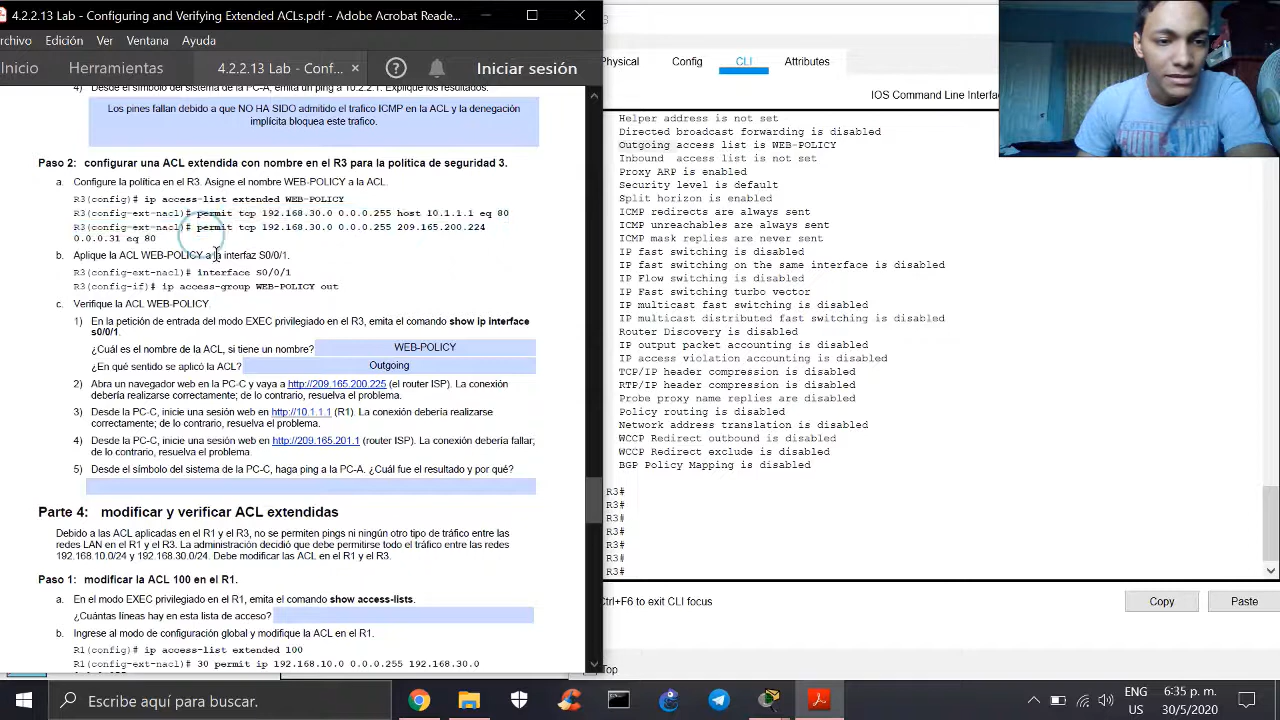 4.2.2.13 Lab - Configuring and Verifying Extended ACL.pdf - Adobe Acrobat Reade...
rchivo Edición Ver Ventana Ayuda
Inicio Herramientas 4.2.2.13 Lab - Conf... × ? Iniciar sesión
4) Desde el símbolo del sistema de la PC-A, emita un ping a 10.2.2.1. Explique los resultados.
Los pines fallan debido a que NO HA SIDO admitido el trafico ICMP en la ACL y la denegación
implícita bloquea este trafico.
Paso 2: configurar una ACL extendida con nombre en el R3 para la política de seguridad 3.
a. Configure la política en el R3. Asigne el nombre WEB-POLICY a la ACL.
R3(config)# ip access-list extended WEB-POLICY
R3(config-ext-nacl)# permit tcp 192.168.30.0 0.0.0.255 host 10.1.1.1 eq 80
R3(config-ext-nacl)# permit tcp 192.168.30.0 0.0.0.255 209.165.200.224
0.0.0.31 eq 80
b. Aplique la ACL WEB-POLICY a la interfaz S0/0/1.
R3(config-ext-nacl)# interface S0/0/1
R3(config-if)# ip access-group WEB-POLICY out
c. Verifique la ACL WEB-POLICY.
1) En la petición de entrada del modo EXEC privilegiado en el R3, emita el comando show ip interface
s0/0/1.
¿Cuál es el nombre de la ACL, si tiene un nombre? WEB-POLICY
¿En qué sentido se aplicó la ACL? Outgoing
2) Abra un navegador web en la PC-C y vaya a http://209.165.200.225 (el router ISP). La conexión
debería realizarse correctamente; de lo contrario, resuelva el problema.
3) Desde la PC-C, inicie una sesión web en http://10.1.1.1 (R1). La conexión debería realizarse
correctamente; de lo contrario, resuelva el problema.
4) Desde la PC-C, inicie una sesión web en http://209.165.201.1 (router ISP). La conexión debería fallar;
de lo contrario, resuelva el problema.
5) Desde el símbolo del sistema de la PC-C, haga ping a la PC-A. ¿Cuál fue el resultado y por qué?
Parte 4: modificar y verificar ACL extendidas
Debido a las ACL aplicadas en el R1 y el R3, no se permiten pings ni ningún otro tipo de tráfico entre las
redes LAN en el R1 y el R3. La administración decidió que debe permitirse todo el tráfico entre las redes
192.168.10.0/24 y 192.168.30.0/24. Debe modificar las ACL en el R1 y el R3.
Paso 1: modificar la ACL 100 en el R1.
a. En el modo EXEC privilegiado en el R1, emita el comando show access-lists.
¿Cuántas líneas hay en esta lista de acceso?
b. Ingrese al modo de configuración global y modifique la ACL en el R1.
R1(config)# ip access-list extended 100
R1(config-ext-nacl)# 30 permit ip 192.168.10.0 0.0.0.255 192.168.30.0
3
Physical Config CLI Attributes
IOS Command Line Interfa
Helper address is not set
Directed broadcast forwarding is disabled
Outgoing access list is WEB-POLICY
Inbound  access list is not set
Proxy ARP is enabled
Security level is default
Split horizon is enabled
ICMP redirects are always sent
ICMP unreachables are always sent
ICMP mask replies are never sent
IP fast switching is disabled
IP fast switching on the same interface is disabled
IP Flow switching is disabled
IP Fast switching turbo vector
IP multicast fast switching is disabled
IP multicast distributed fast switching is disabled
Router Discovery is disabled
IP output packet accounting is disabled
IP access violation accounting is disabled
TCP/IP header compression is disabled
RTP/IP header compression is disabled
Probe proxy name replies are disabled
Policy routing is disabled
Network address translation is disabled
WCCP Redirect outbound is disabled
WCCP Redirect exclude is disabled
BGP Policy Mapping is disabled
R3#
R3#
R3#
R3#
R3#
R3#
R3#
Ctrl+F6 to exit CLI focus
Copy Paste
Top
Escribe aquí para buscar.
ENG 6:35 p. m.
US 30/5/2020